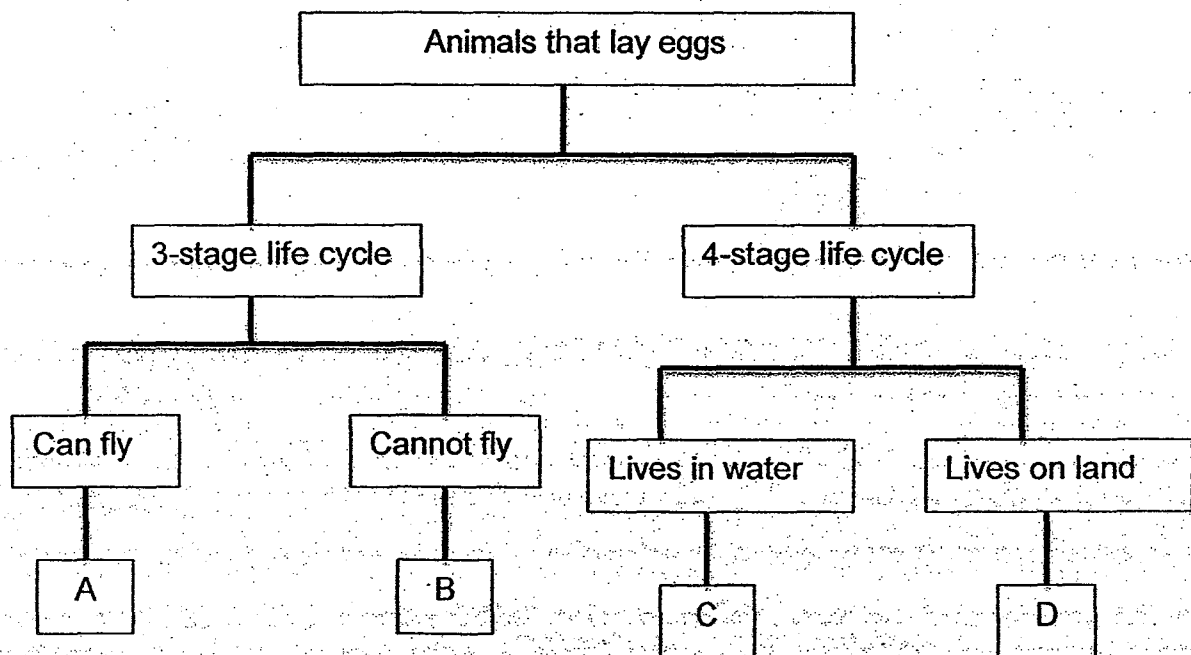 Animals that lay eggs
3-stage life cycle
4-stage life cycle
Can fly
Cannot fly
Lives in water
Lives on land
A
B
C
D